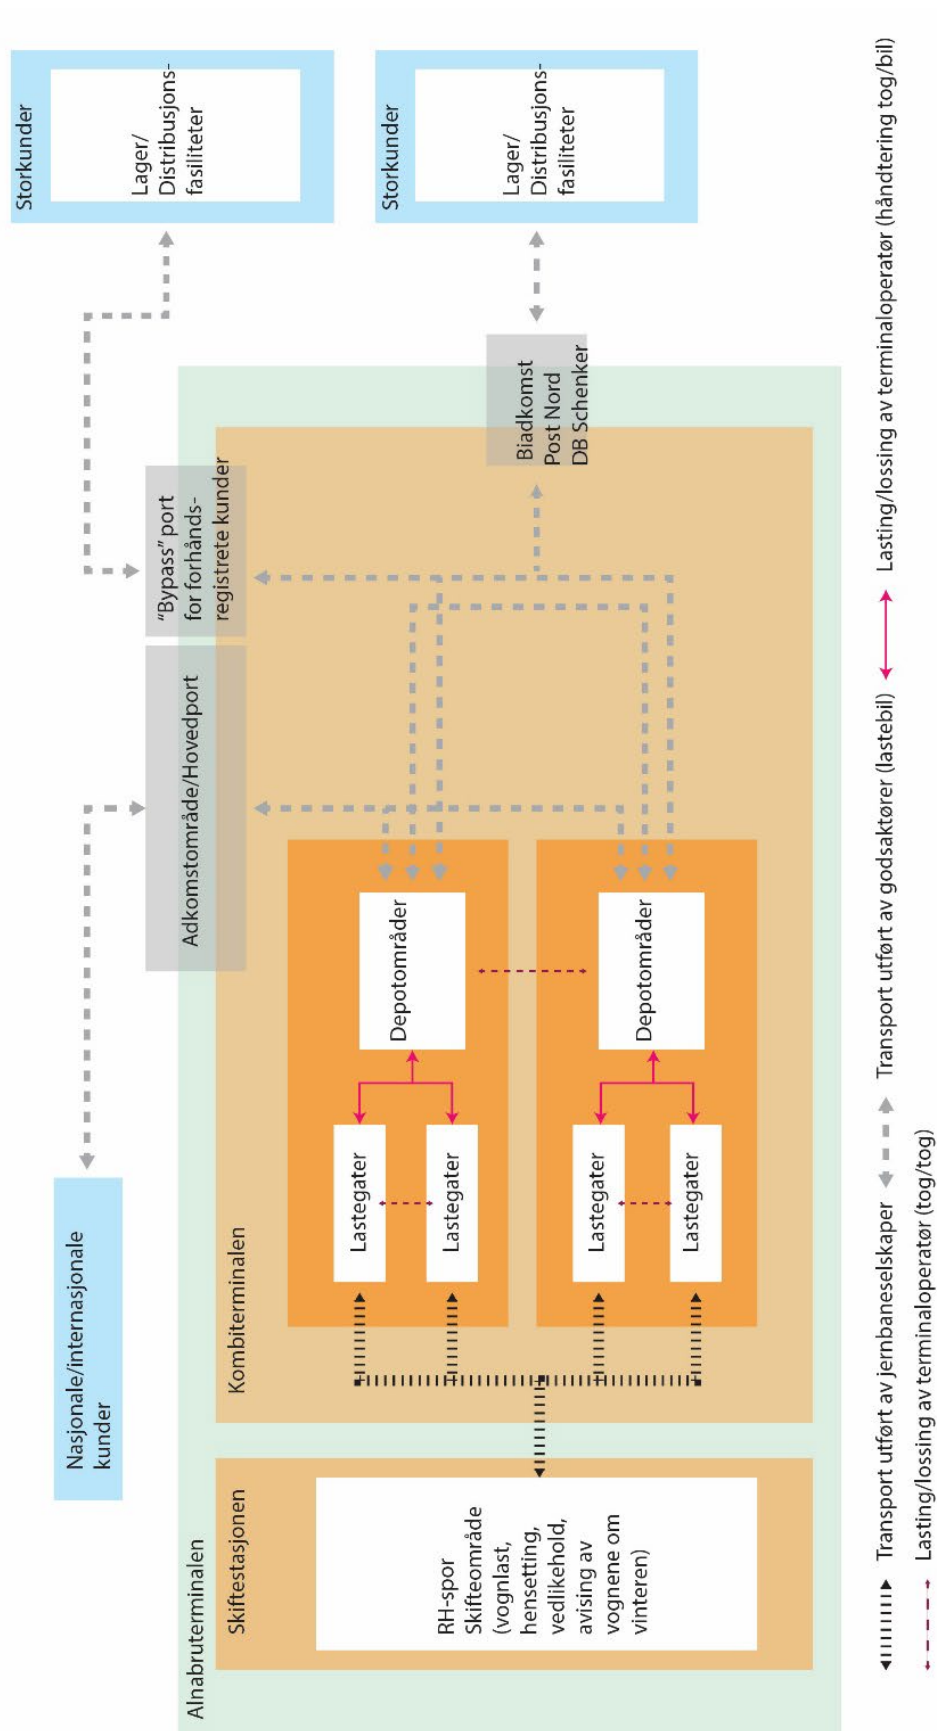 Alnabruterminalen
Skiftestasjonen
RH-spor
Skifteområde
(vognlast,
hensetting,
vedlikehold,
avising av
vognene om
vinteren)
Kombiterminalen
Lastegater
Lastegater
Depotområder
Lastegater
Lastegater
Depotområder
Nasjonale/internasjonale
kunder
Adkomstområde/Hovedport
“Bypass” port
for forhånds-
registrete kunder
Biadkomst
Post Nord
DB Schenker
Storkunder
Lager/
Distribusjons-
fasiliteter
Storkunder
Lager/
Distribusjons-
fasiliteter
Transport utført av jernbaneselskaper
Transport utført av godsaktører (lastebil)
Lasting/lossing av terminaloperatør (håndtering tog/bil)
Lasting/lossing av terminaloperatør (tog/tog)